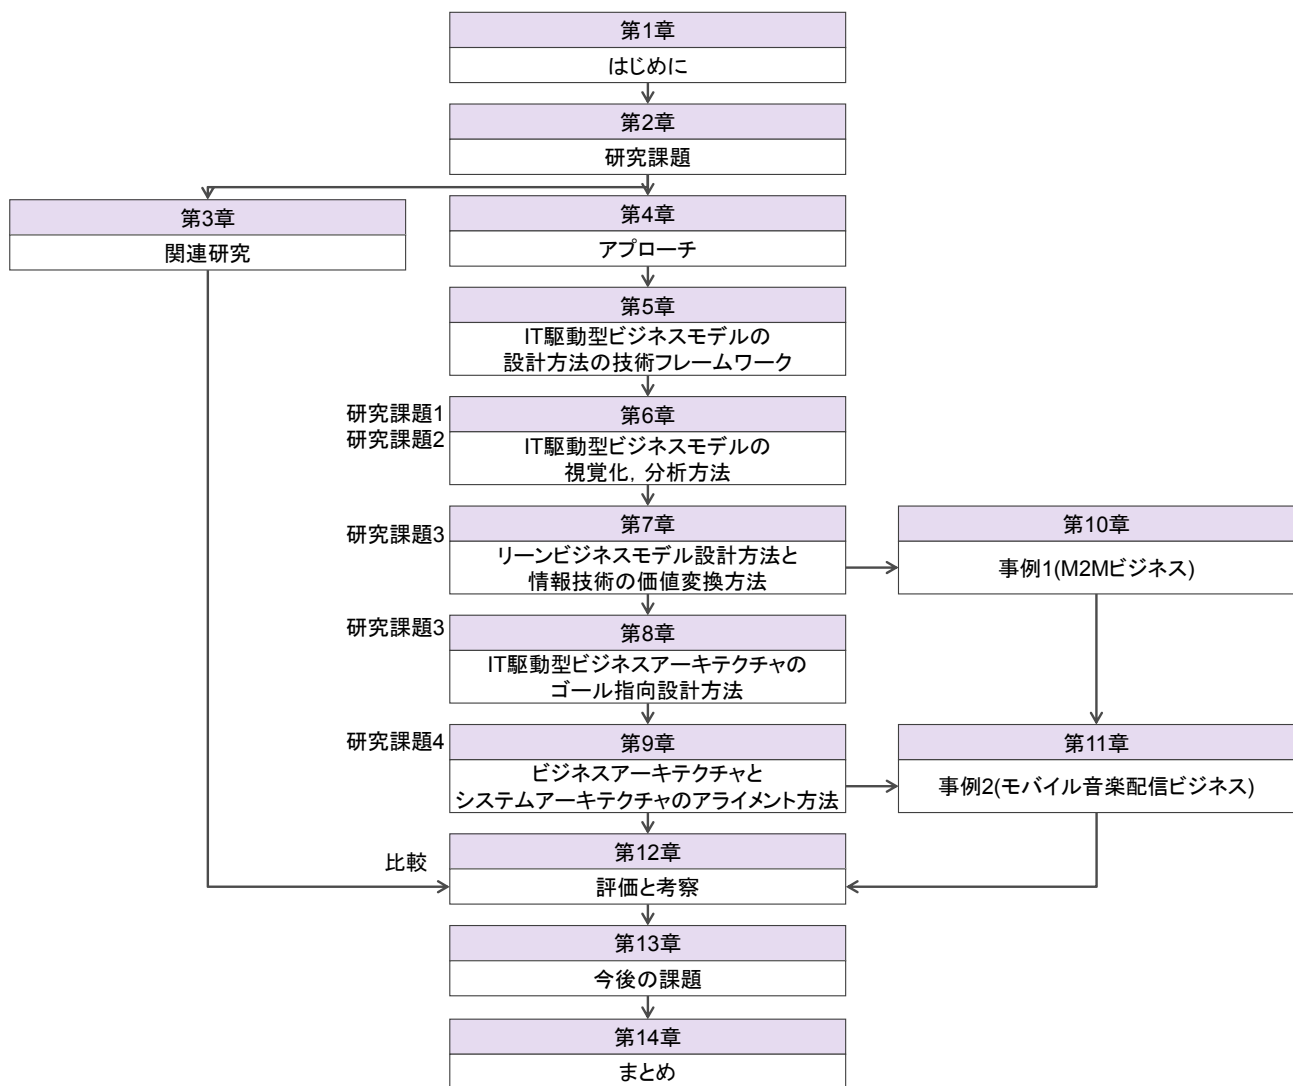 第1章
はじめに
第2章
研究課題
第3章
関連研究
第4章
アプローチ
第5章
IT駆動型ビジネスモデルの
設計方法の技術フレームワーク
研究課題1
研究課題2
第6章
IT駆動型ビジネスモデルの
視覚化，分析方法
研究課題3
第7章
リーンビジネスモデル設計方法と
情報技術の価値変換方法
第10章
事例1(M2Mビジネス)
研究課題3
第8章
IT駆動型ビジネスアーキテクチャの
ゴール指向設計方法
研究課題4
第9章
ビジネスアーキテクチャと
システムアーキテクチャのアライメント方法
第11章
事例2(モバイル音楽配信ビジネス)
比較
第12章
評価と考察
第13章
今後の課題
第14章
まとめ